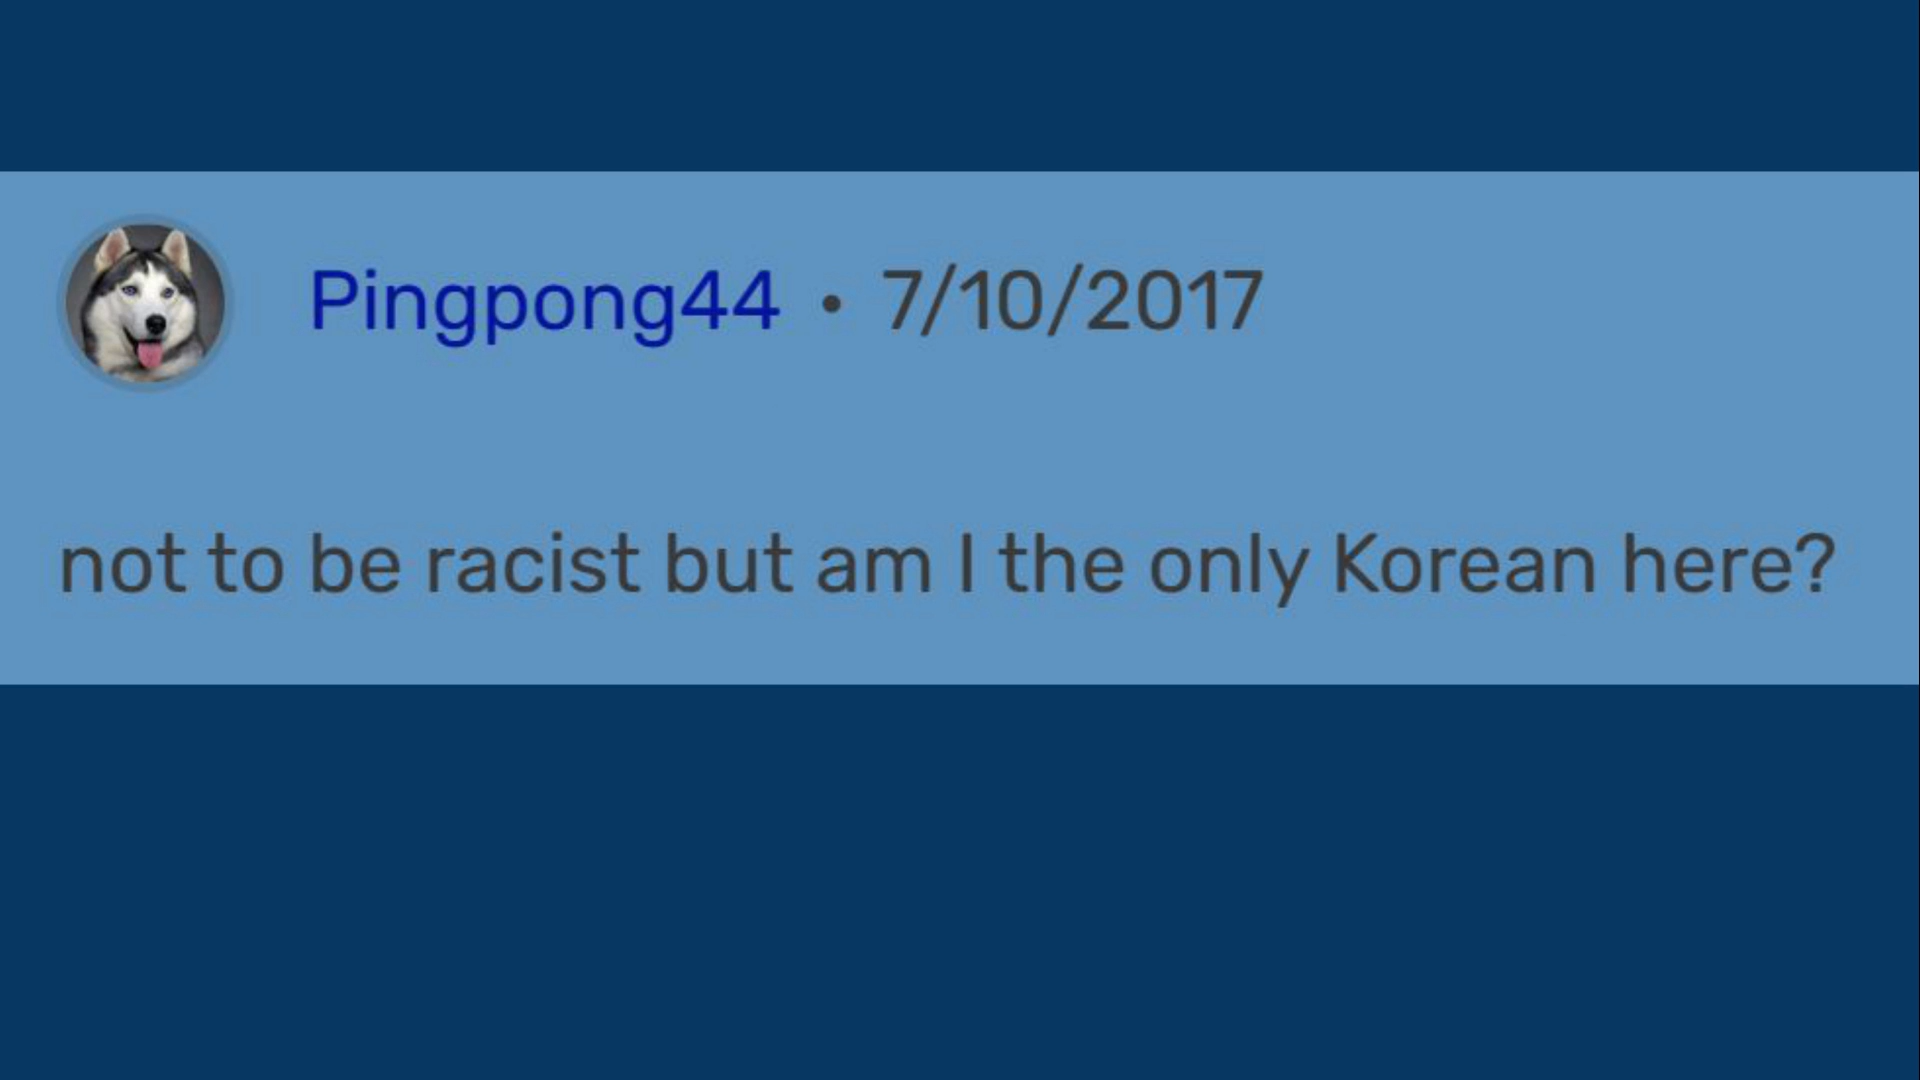 Pingpong44 • 7/10/2017
not to be racist but am I the only Korean here?